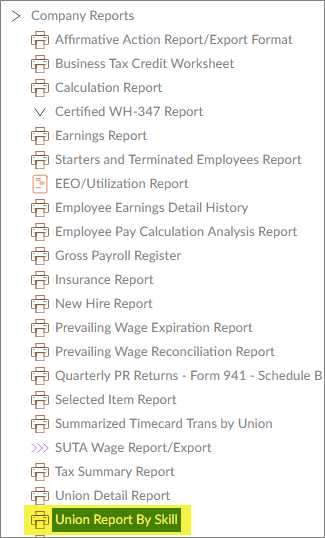 Company Reports
Affirmative Action Report/Export Format
Business Tax Credit Worksheet
Calculation Report
Certified WH-347 Report
Earnings Report
Starters and Terminated Employees Report
EEO/Utilization Report
Employee Earnings Detail History
Employee Pay Calculation Analysis Report
Gross Payroll Register
Insurance Report
New Hire Report
Prevailing Wage Expiration Report
Prevailing Wage Reconciliation Report
Quarterly PR Returns - Form 941 - Schedule B
Selected Item Report
Summarized Timecard Trans by Union
SUTA Wage Report/Export
Tax Summary Report
Union Detail Report
Union Report By Skill